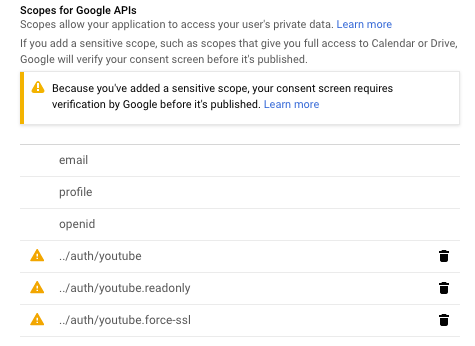 Scopes for Google APIs
Scopes allow your application to access your user's private data. Learn more
If you add a sensitive scope, such as scopes that give you full access to Calendar or Drive,
Google will verify your consent screen before it's published.
Because you've added a sensitive scope, your consent screen requires
verification by Google before it's published. Learn more
email
profile
openid
../auth/youtube
../auth/youtube.readonly
../auth/youtube.force-ssl